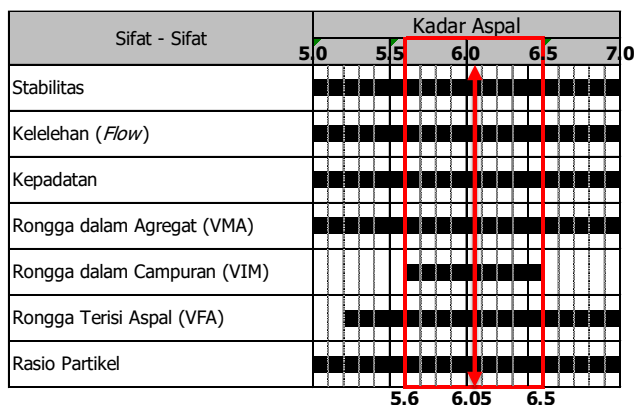 Sifat - Sifat
Kadar Aspal
5.0 5.5 6.0 6.5 7.0
Stabilitas
Kelelehan (Flow)
Kepadatan
Rongga dalam Agregat (VMA)
Rongga dalam Campuran (VIM)
Rongga Terisi Aspal (VFA)
Rasio Partikel
5.6 6.05 6.5